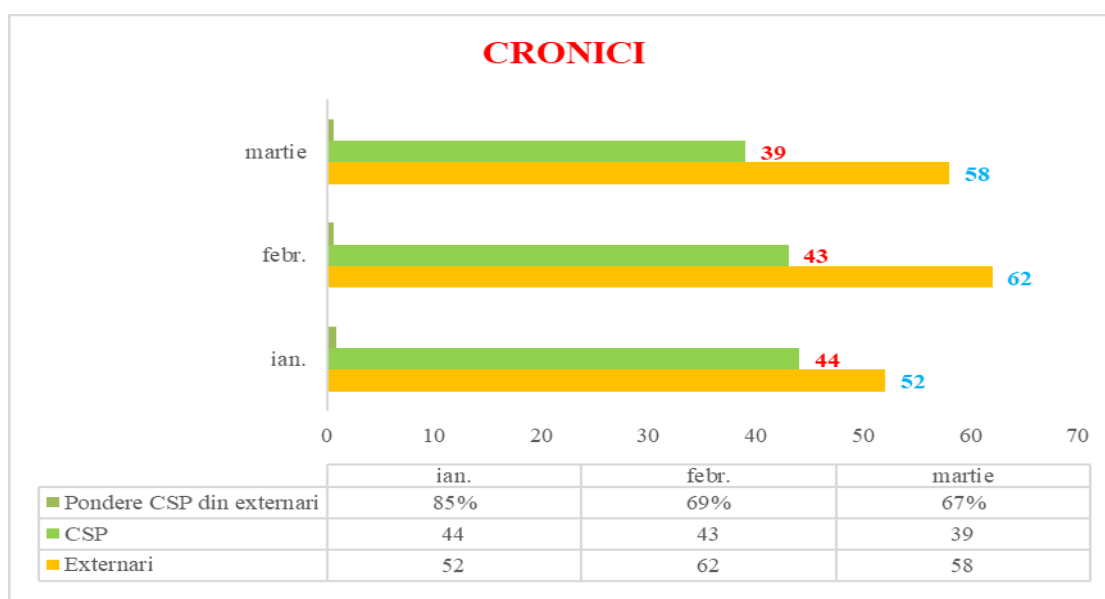 CRONICI
martie
39
58
febr.
43
62
ian.
44
52
0 10 20 30 40 50 60 70
ian. febr. martie
Pondere CSP din externari 85% 69% 67%
CSP 44 43 39
Externari 52 62 58